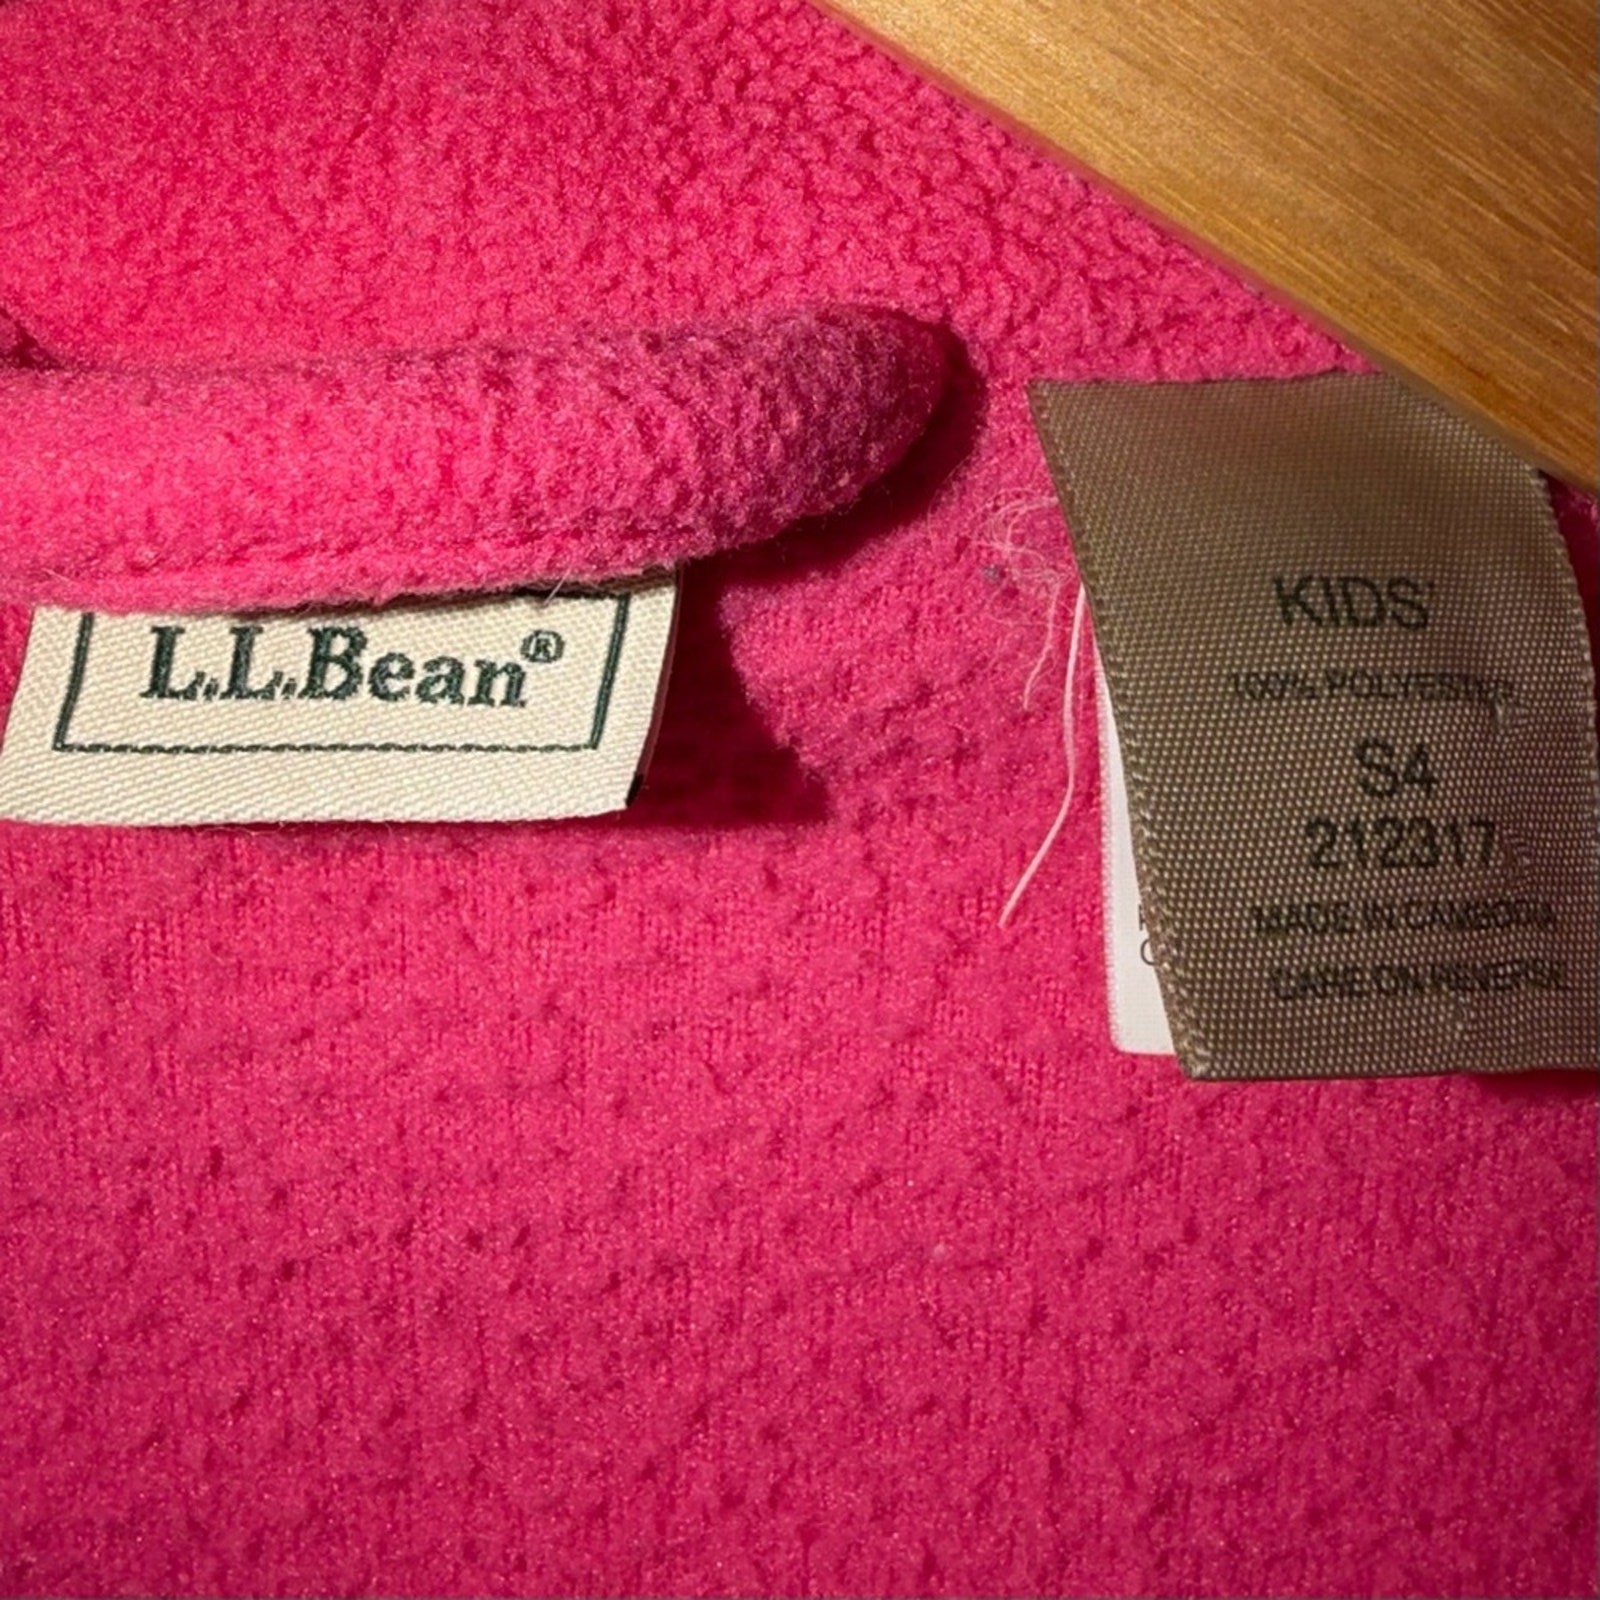 L.L.Bean®
KIDS'
100% POLYESTER
S4
212317
MADE IN CAMBODIA
CARE ON REVERSE